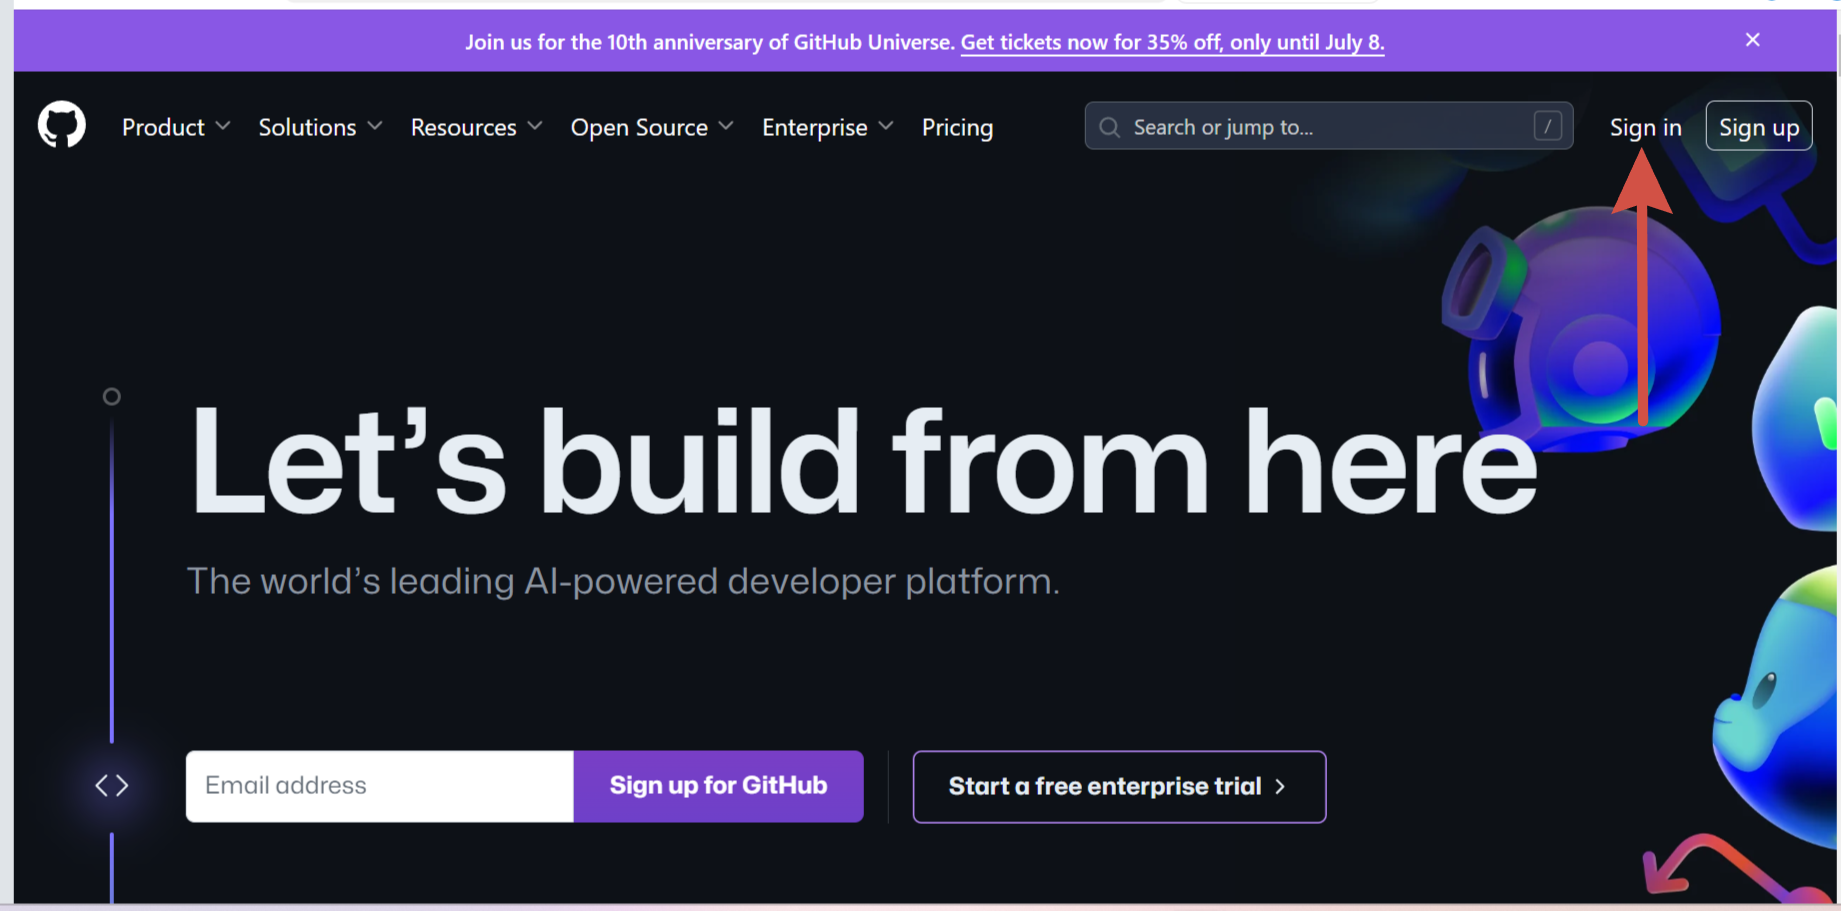 Join us for the 10th anniversary of GitHub Universe. Get tickets now for 35% off, only until July 8.
Product Solutions Resources Open Source Enterprise Pricing Search or jump to... / Sign in Sign up
Let’s build from here
The world’s leading AI-powered developer platform.
Email address Sign up for GitHub Start a free enterprise trial